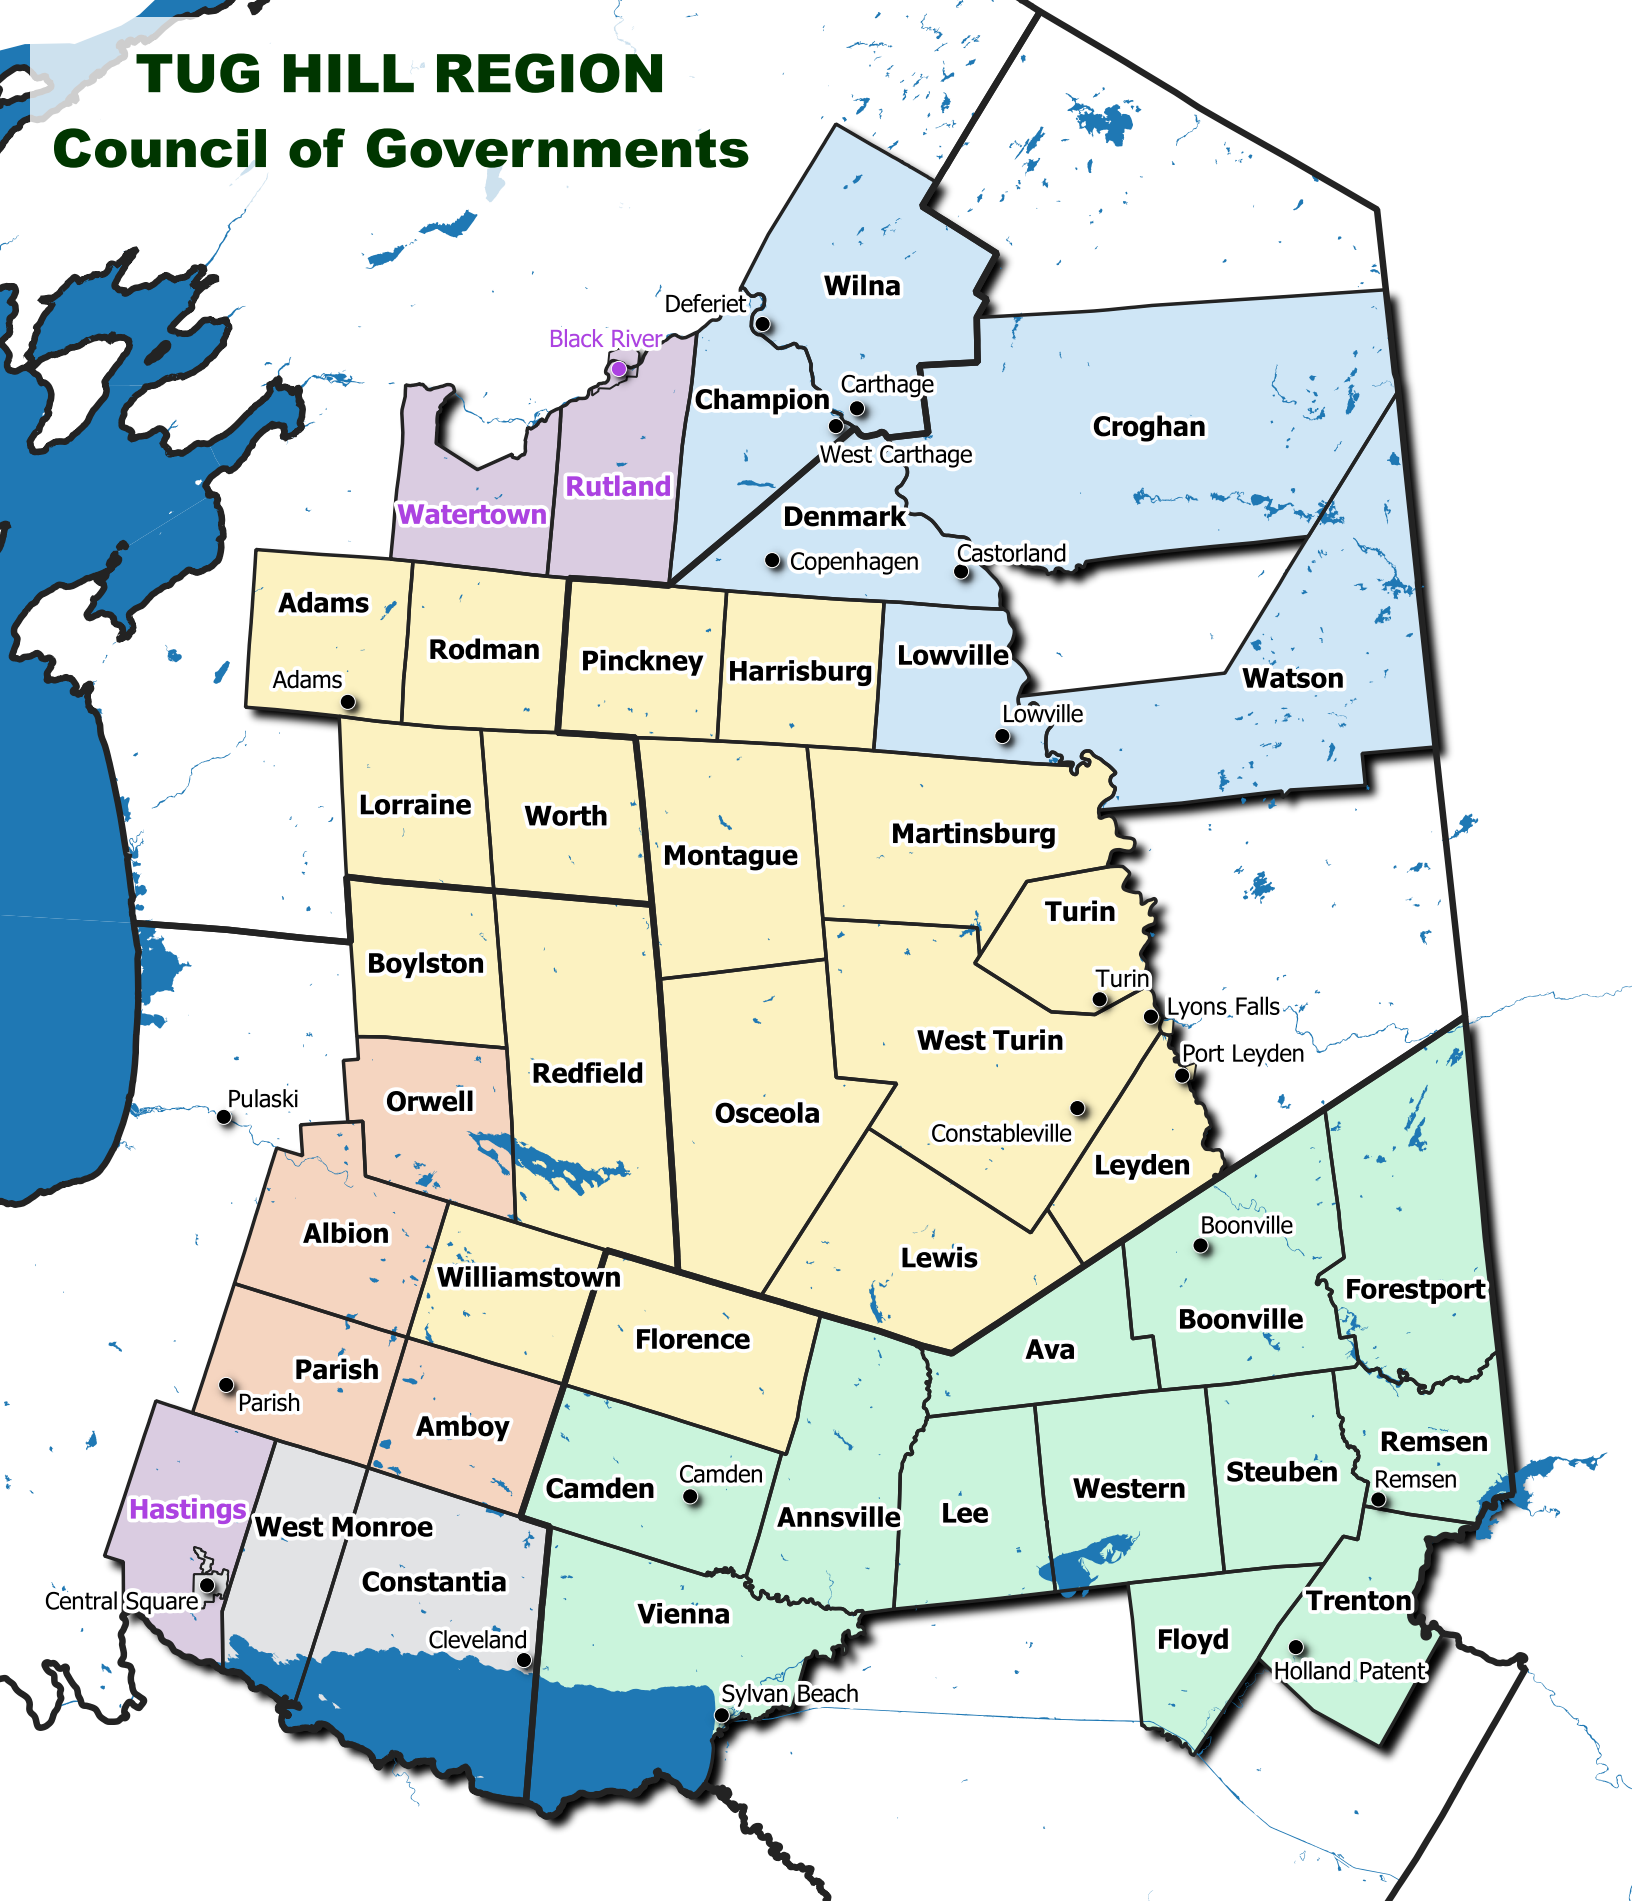 TUG HILL REGION
Council of Governments
Wilna
Deferiet
Black River
Carthage
Champion
Croghan
West Carthage
Rutland
Watertown
Denmark
Castorland
Copenhagen
Adams
Rodman
Lowville
Pinckney
Harrisburg
Watson
Adams
Lowville
Lorraine
Worth
Martinsburg
Montague
Turin
Boylston
Turin
Lyons Falls
West Turin
Port Leyden
Redfield
Pulaski
Orwell
Osceola
Constableville
Leyden
Boonville
Albion
Lewis
Williamstown
Forestport
Boonville
Florence
Ava
Parish
Parish
Amboy
Remsen
Steuben
Camden
Remsen
Camden
Western
Hastings
Lee
Annsville
West Monroe
Constantia
Central Square
Trenton
Vienna
Cleveland
Floyd
Holland Patent
Sylvan Beach